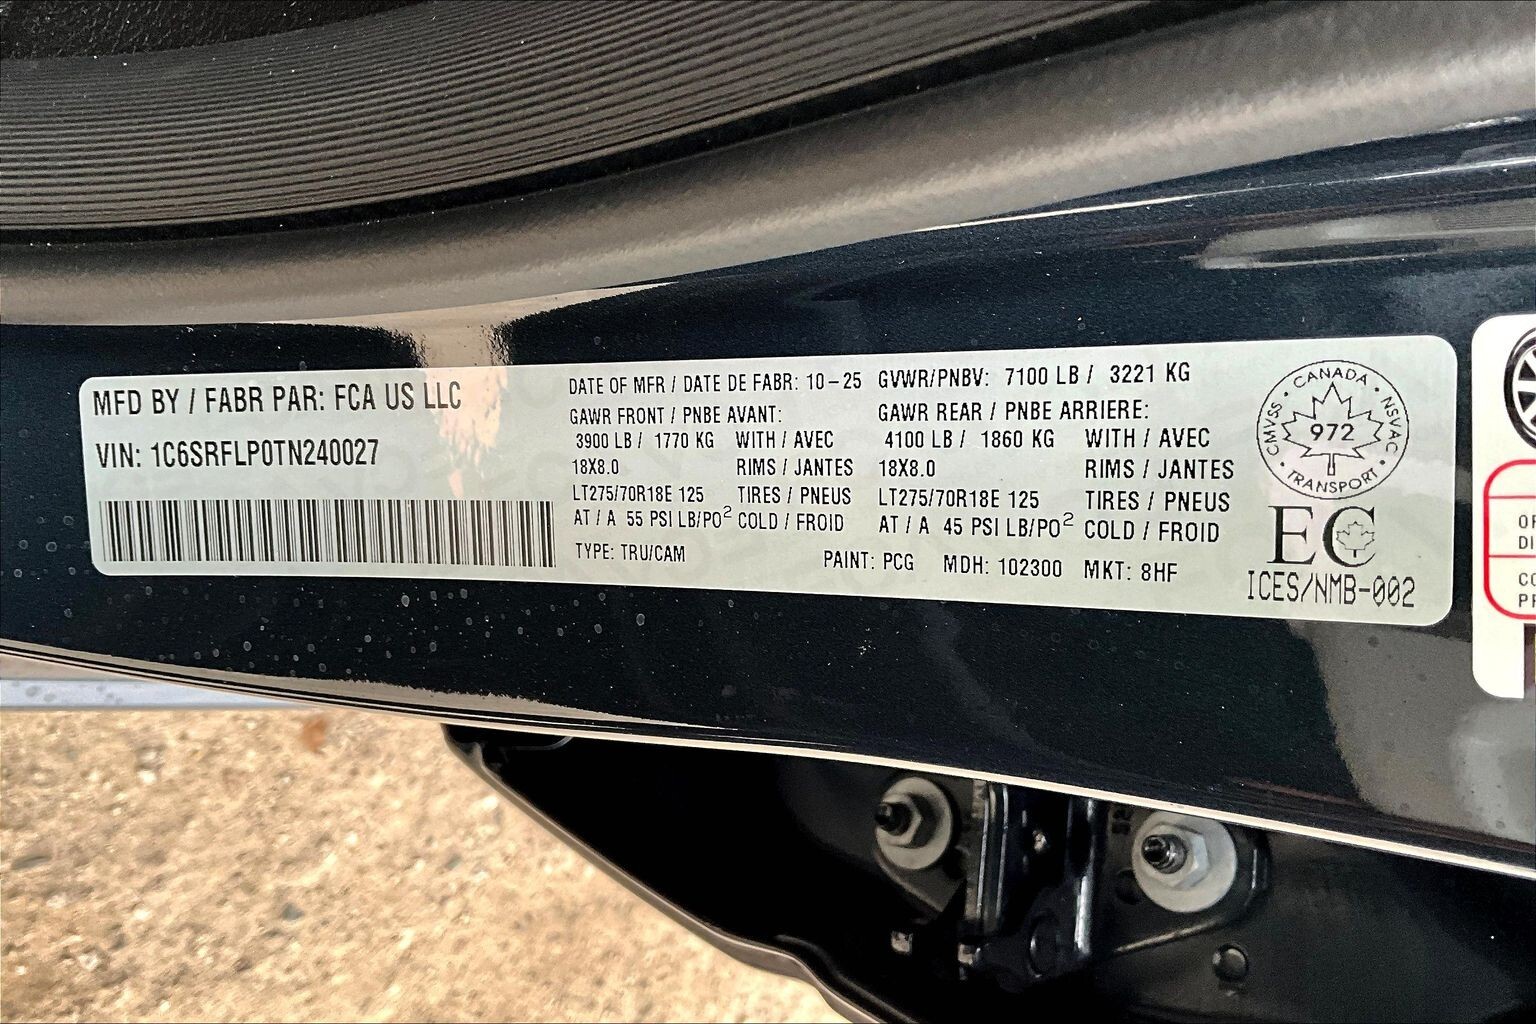 MFD BY / FABR PAR: FCA US LLC
VIN: 1C6SRFLP0TN240027
DATE OF MFR / DATE DE FABR: 10-25 GVWR/PNBV: 7100 LB / 3221 KG
GAWR FRONT / PNBE AVANT: GAWR REAR / PNBE ARRIERE:
3900 LB / 1770 KG WITH / AVEC 4100 LB / 1860 KG WITH / AVEC
18X8.0 RIMS / JANTES 18X8.0 RIMS / JANTES
LT275/70R18E 125 TIRES / PNEUS LT275/70R18E 125 TIRES / PNEUS
AT / A 55 PSI LB/PO² COLD / FROID AT / A 45 PSI LB/PO² COLD / FROID
TYPE: TRU/CAM PAINT: PCG MDH: 102300 MKT: 8HF
CMVSS · CANADA · NSVAC
972
· TRANSPORT ·
EC
ICES/NMB-002